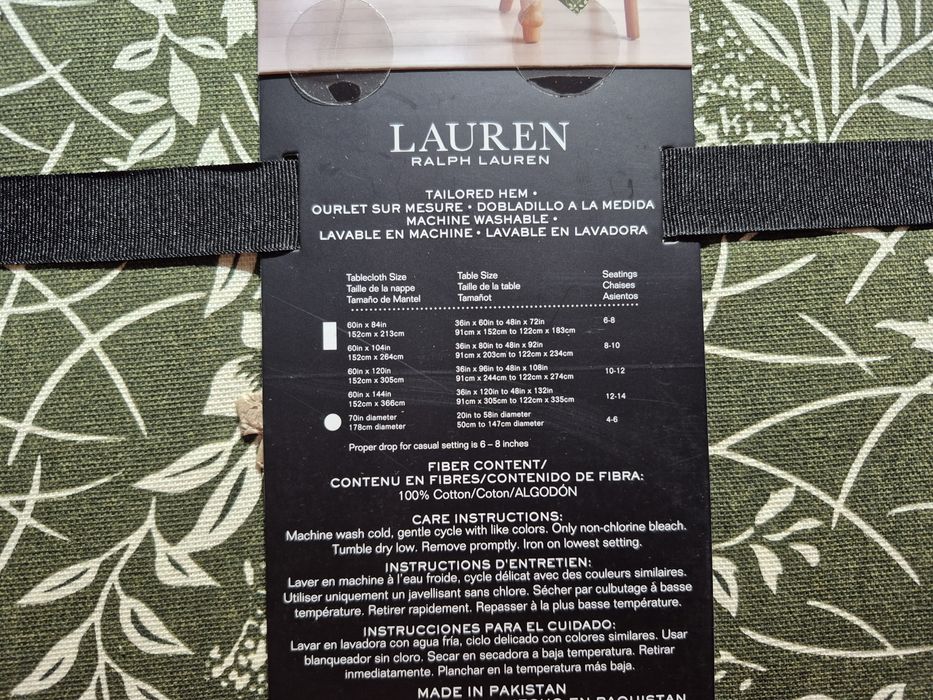 LAUREN
RALPH LAUREN
TAILORED HEM •
OURLET SUR MESURE • DOBLADILLO A LA MEDIDA
MACHINE WASHABLE •
LAVABLE EN MACHINE • LAVABLE EN LAVADORA
Tablecloth Size Table Size Seatings
Taille de la nappe Taille de la table Chaises
Tamaño de Mantel Tamañot Asientos
60in x 84in 36in x 60in to 48in x 72in 6-8
152cm x 213cm 91cm x 152cm to 122cm x 183cm
60in x 104in 36in x 80in to 48in x 92in 8-10
152cm x 264cm 91cm x 203cm to 122cm x 234cm
60in x 120in 36in x 96in to 48in x 108in 10-12
152cm x 305cm 91cm x 244cm to 122cm x 274cm
60in x 144in 36in x 120in to 48in x 132in 12-14
152cm x 366cm 91cm x 305cm to 122cm x 335cm
70in diameter 20in to 58in diameter 4-6
178cm diameter 50cm to 147cm diameter
Proper drop for casual setting is 6 – 8 inches
FIBER CONTENT/
CONTENU EN FIBRES/CONTENIDO DE FIBRA:
100% Cotton/Coton/ALGODÓN
CARE INSTRUCTIONS:
Machine wash cold, gentle cycle with like colors. Only non-chlorine bleach.
Tumble dry low. Remove promptly. Iron on lowest setting.
INSTRUCTIONS D'ENTRETIEN:
Laver en machine à l'eau froide, cycle délicat avec des couleurs similaires.
Utiliser uniquement un javellisant sans chlore. Sécher par culbutage à basse
température. Retirer rapidement. Repasser à la plus basse température.
INSTRUCCIONES PARA EL CUIDADO:
Lavar en lavadora con agua fría, ciclo delicado con colores similares. Usar
blanqueador sin cloro. Secar en secadora a baja temperatura. Retirar
inmediatamente. Planchar en la temperatura más baja.
MADE IN PAKISTAN
EN PAQUISTAN